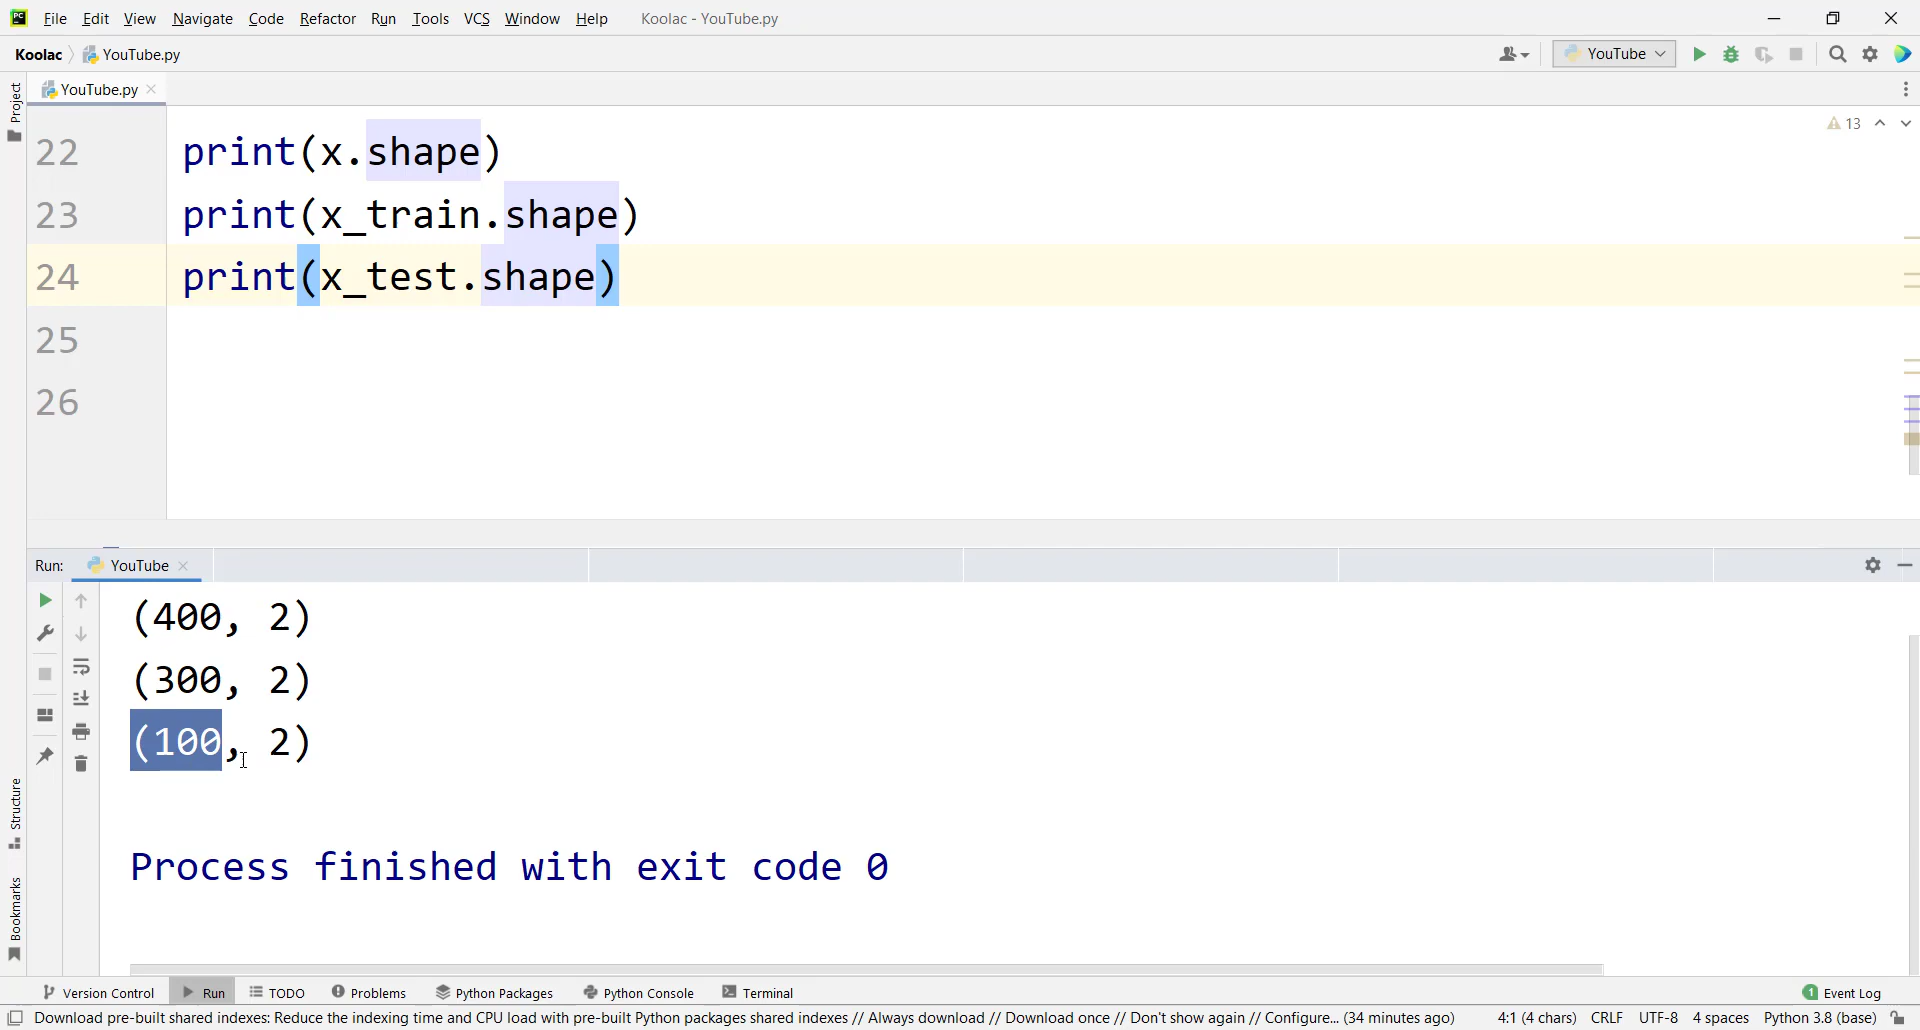 PC File Edit View Navigate Code Refactor Run Tools VCS Window Help Koolac - YouTube.py
Koolac YouTube.py YouTube
Project
YouTube.py
13
22 print(x.shape)
23 print(x_train.shape)
24 print(x_test.shape)
25
26
Run: YouTube
(400, 2)
(300, 2)
(100, 2)
Process finished with exit code 0
Structure
Bookmarks
Version Control Run TODO Problems Python Packages Python Console Terminal 1 Event Log
Download pre-built shared indexes: Reduce the indexing time and CPU load with pre-built Python packages shared indexes // Always download // Download once // Don't show again // Configure... (34 minutes ago) 4:1 (4 chars) CRLF UTF-8 4 spaces Python 3.8 (base)